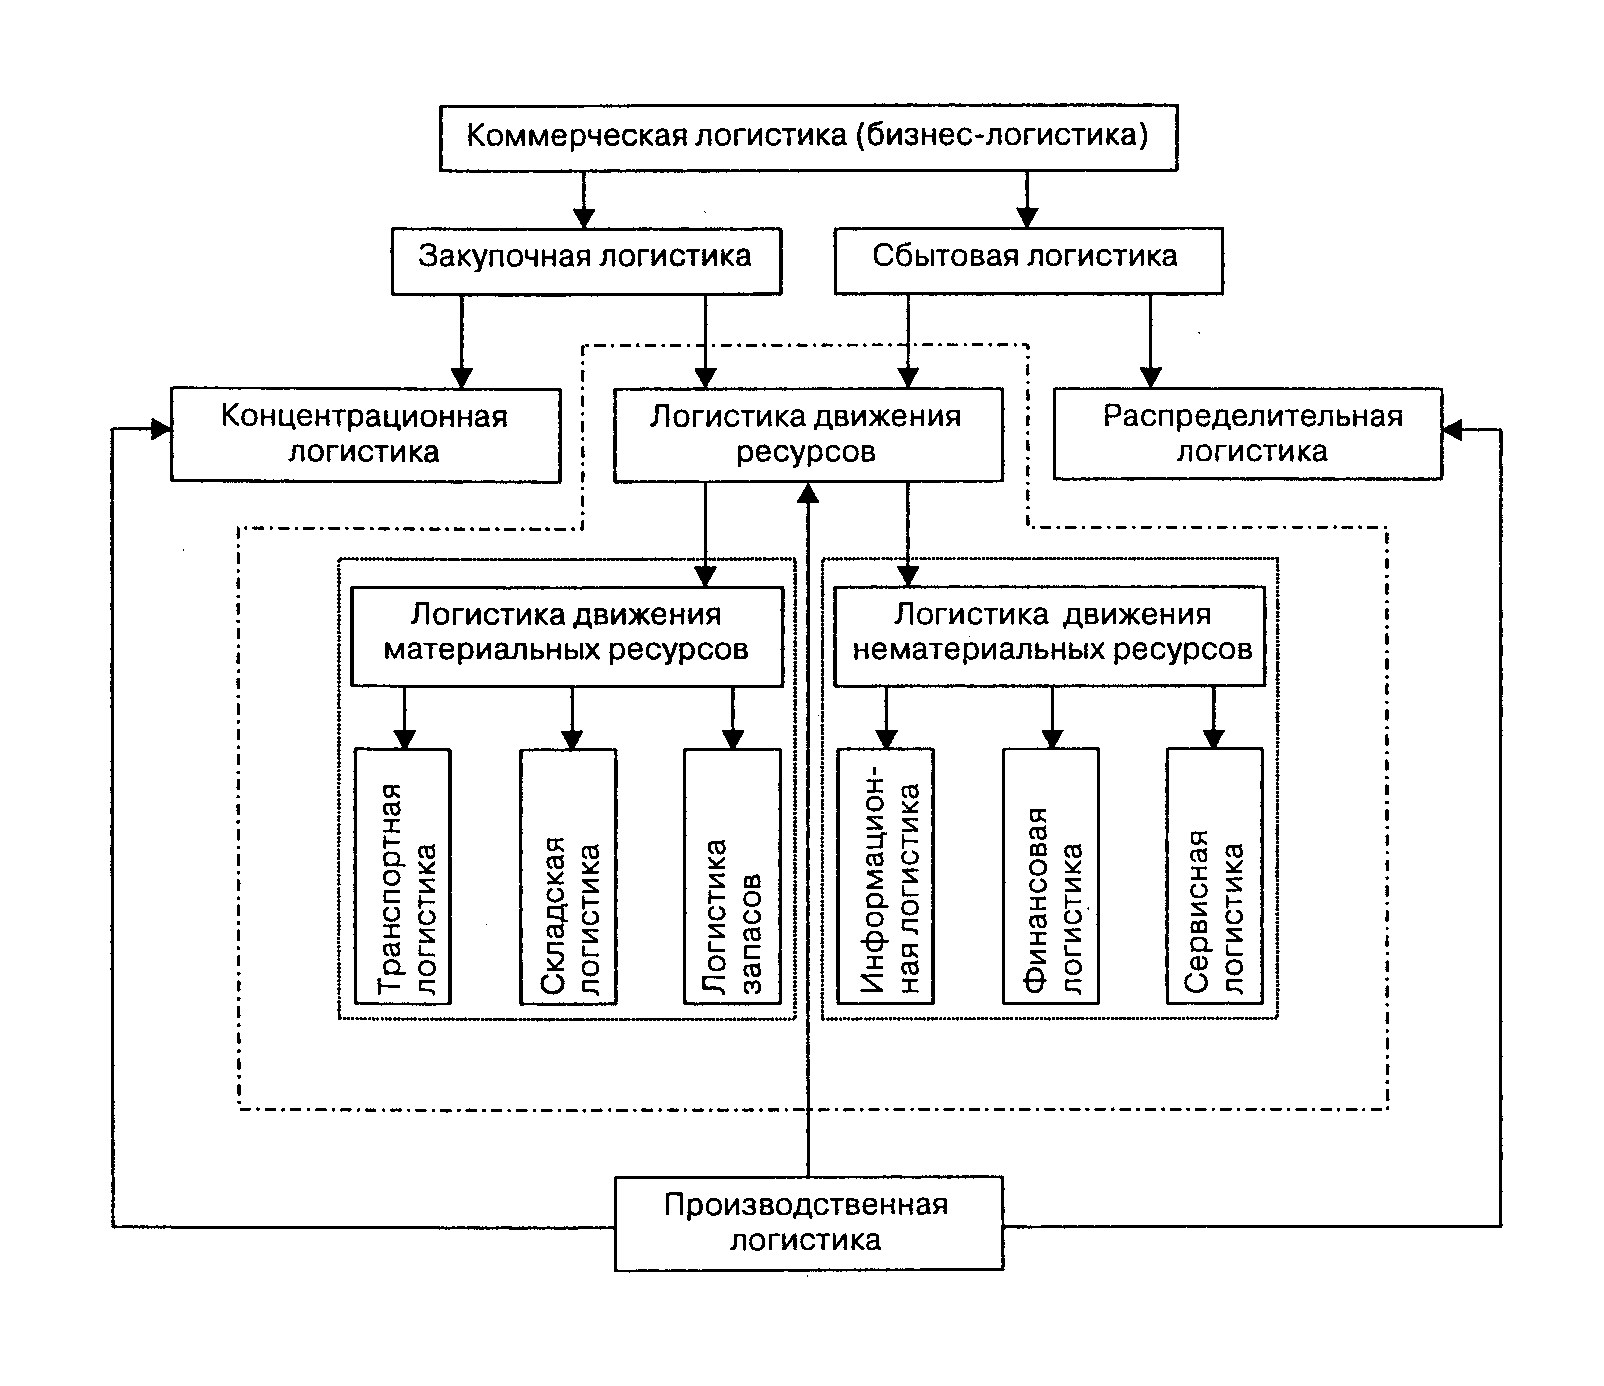 Коммерческая логистика (бизнес-логистика)
Закупочная логистика
Сбытовая логистика
Концентрационная
логистика
Логистика движения
ресурсов
Распределительная
логистика
Логистика движения
материальных ресурсов
Логистика движения
нематериальных ресурсов
Транспортная
логистика
Складская
логистика
Логистика
запасов
Информацион-
ная логистика
Финансовая
логистика
Сервисная
логистика
Производственная
логистика